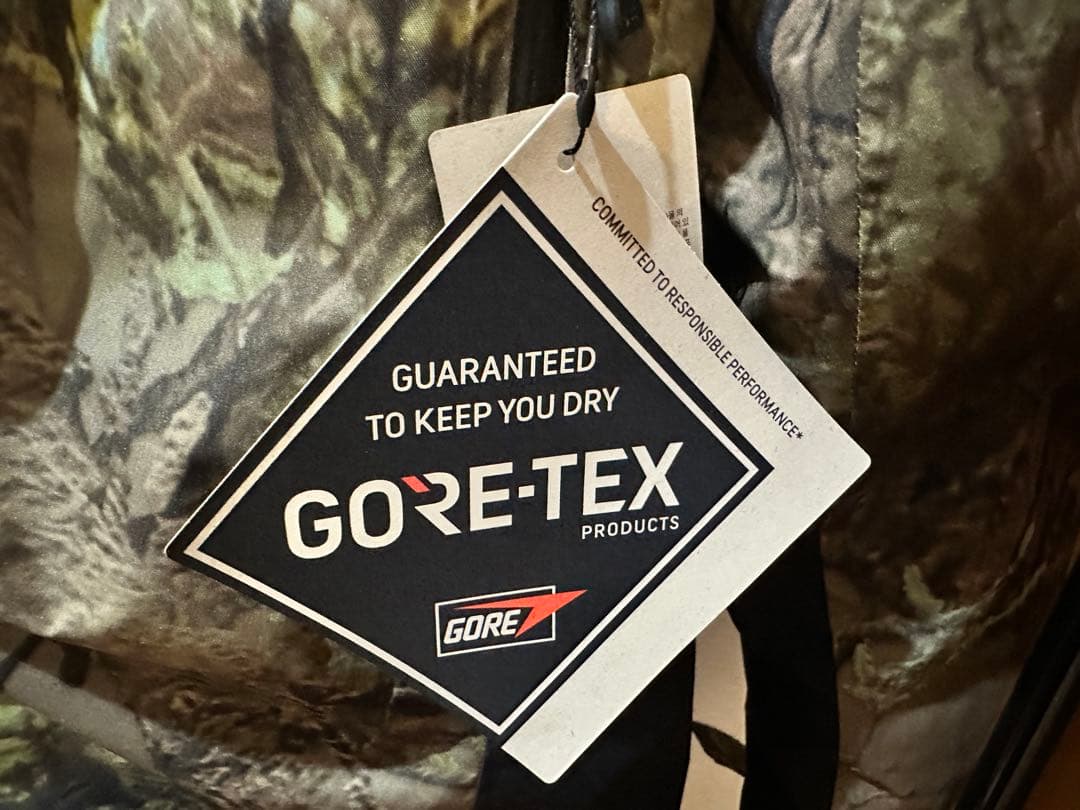 GUARANTEED
TO KEEP YOU DRY
GORE-TEX
PRODUCTS
GORE
COMMITTED TO RESPONSIBLE PERFORMANCE*